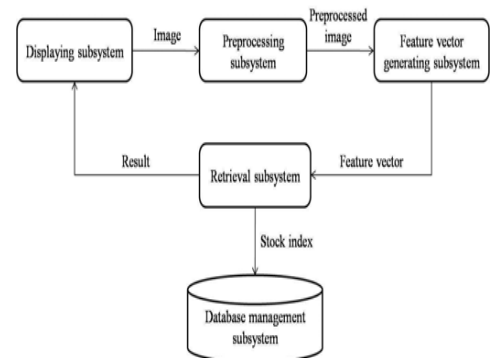 Displaying subsystem
Image
Preprocessing
subsystem
Preprocessed
image
Feature vector
generating subsystem
Result
Retrieval subsystem
Feature vector
Stock index
Database management
subsystem